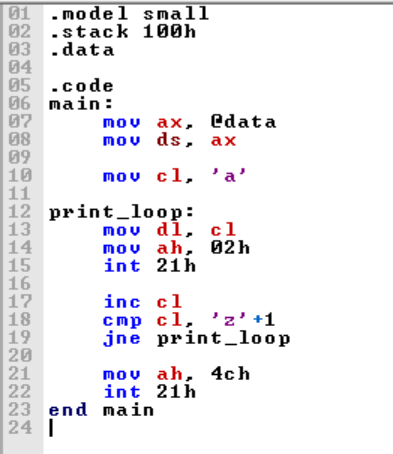 01 .model small
02 .stack 100h
03 .data
04
05 .code
06 main:
07     mov ax, @data
08     mov ds, ax
09
10     mov cl, 'a'
11
12 print_loop:
13     mov dl, cl
14     mov ah, 02h
15     int 21h
16
17     inc cl
18     cmp cl, 'z'+1
19     jne print_loop
20
21     mov ah, 4ch
22     int 21h
23 end main
24